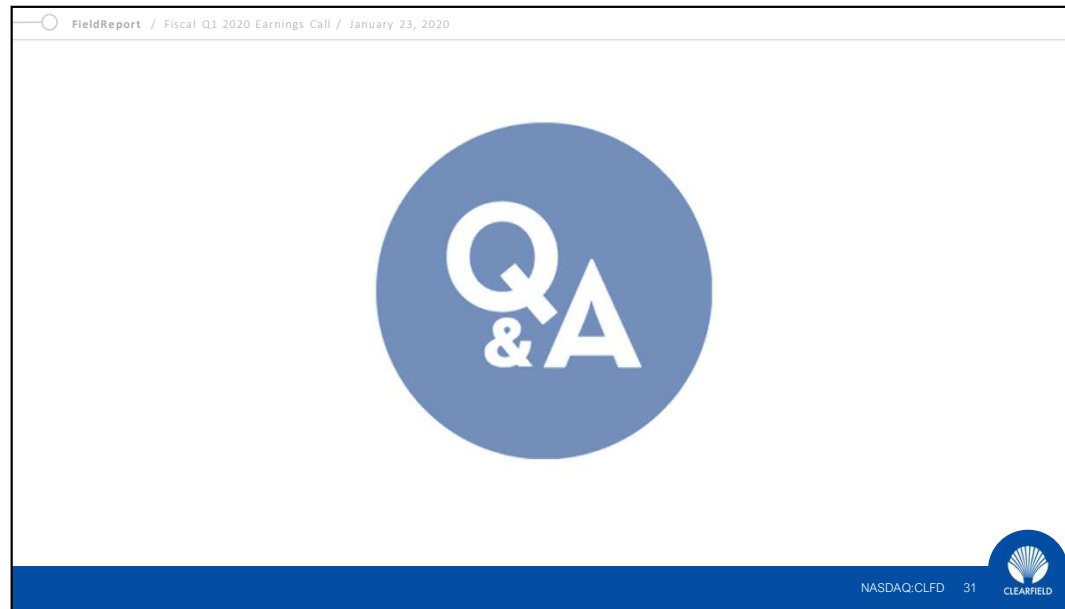 FieldReport / Fiscal Q1 2020 Earnings Call / January 23, 2020
Q
&A
NASDAQ:CLFD 31
CLEARFIELD